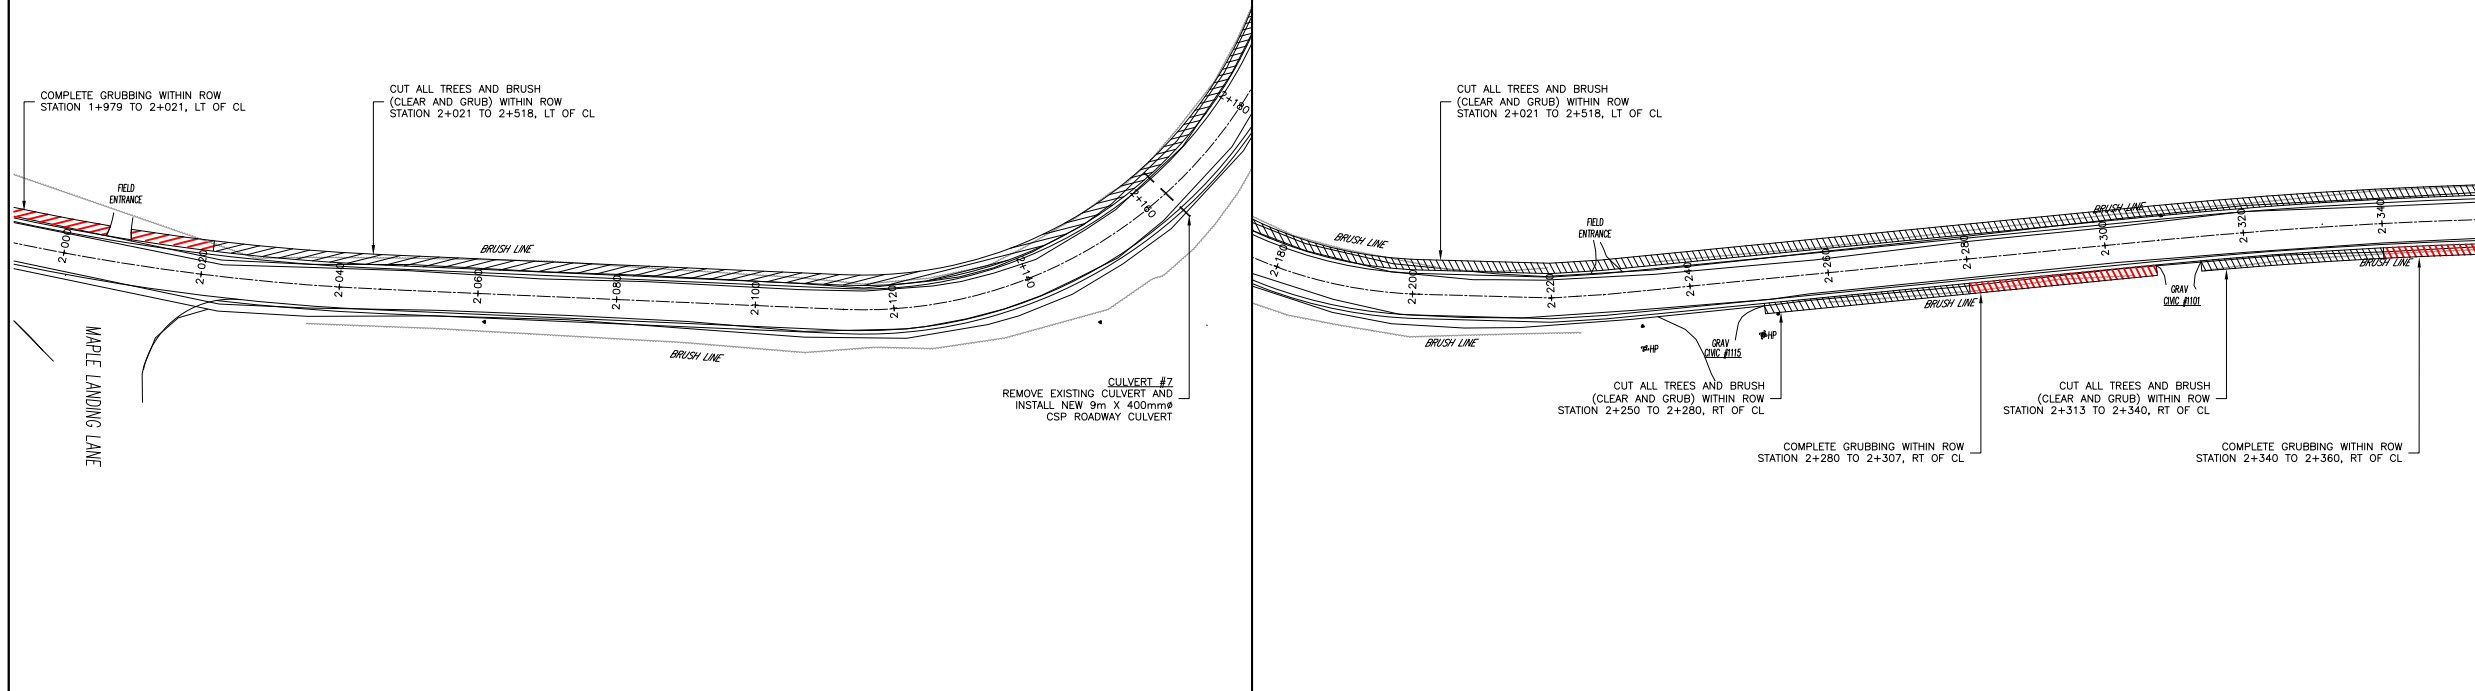 COMPLETE GRUBBING WITHIN ROW
STATION 1+979 TO 2+021, LT OF CL
CUT ALL TREES AND BRUSH
(CLEAR AND GRUB) WITHIN ROW
STATION 2+021 TO 2+518, LT OF CL
FIELD
ENTRANCE
BRUSH LINE
2+000
2+020
2+040
2+060
2+080
2+100
2+120
2+140
2+160
2+180
BRUSH LINE
MAPLE LANDING LANE
CULVERT #7
REMOVE EXISTING CULVERT AND
INSTALL NEW 9m X 400mmø
CSP ROADWAY CULVERT
CUT ALL TREES AND BRUSH
(CLEAR AND GRUB) WITHIN ROW
STATION 2+021 TO 2+518, LT OF CL
BRUSH LINE
FIELD
ENTRANCE
BRUSH LINE
2+180
2+200
2+220
2+240
2+260
2+280
2+300
2+320
2+340
BRUSH LINE
BRUSH LINE
BRUSH LINE
GRAV
CIVIC #1115
HP
HP
GRAV
CIVIC #1101
CUT ALL TREES AND BRUSH
(CLEAR AND GRUB) WITHIN ROW
STATION 2+250 TO 2+280, RT OF CL
CUT ALL TREES AND BRUSH
(CLEAR AND GRUB) WITHIN ROW
STATION 2+313 TO 2+340, RT OF CL
COMPLETE GRUBBING WITHIN ROW
STATION 2+280 TO 2+307, RT OF CL
COMPLETE GRUBBING WITHIN ROW
STATION 2+340 TO 2+360, RT OF CL